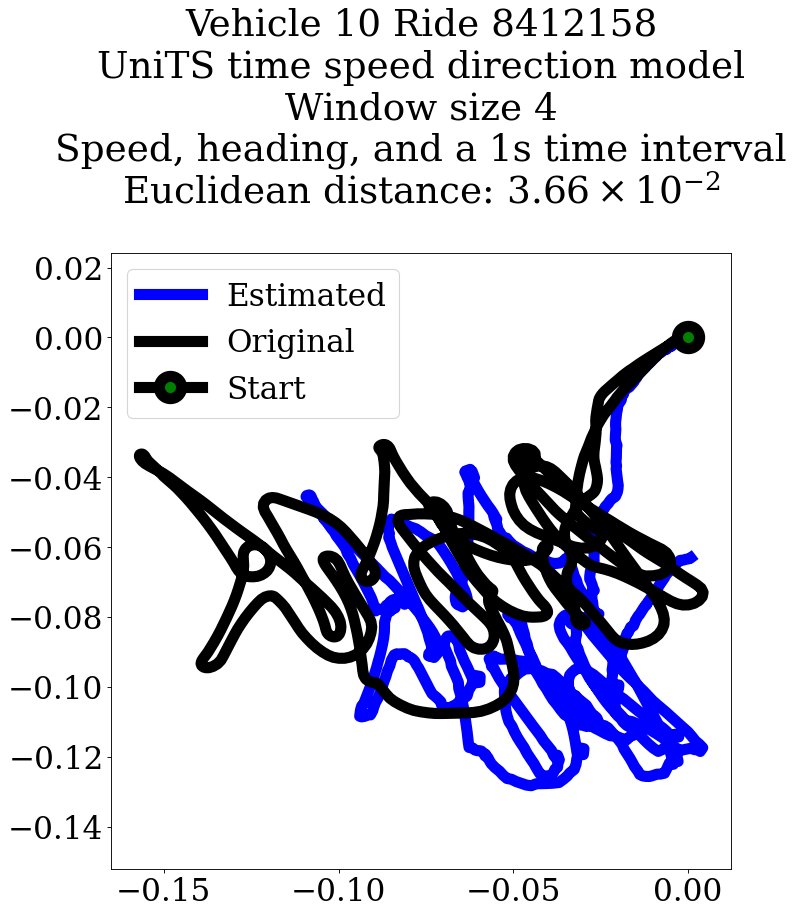 Vehicle 10 Ride 8412158
UniTS time speed direction model
Window size 4
Speed, heading, and a 1s time interval
Euclidean distance: 3.66 × 10⁻²
Estimated
Original
Start
0.02
0.00
−0.02
−0.04
−0.06
−0.08
−0.10
−0.12
−0.14
−0.15
−0.10
−0.05
0.00